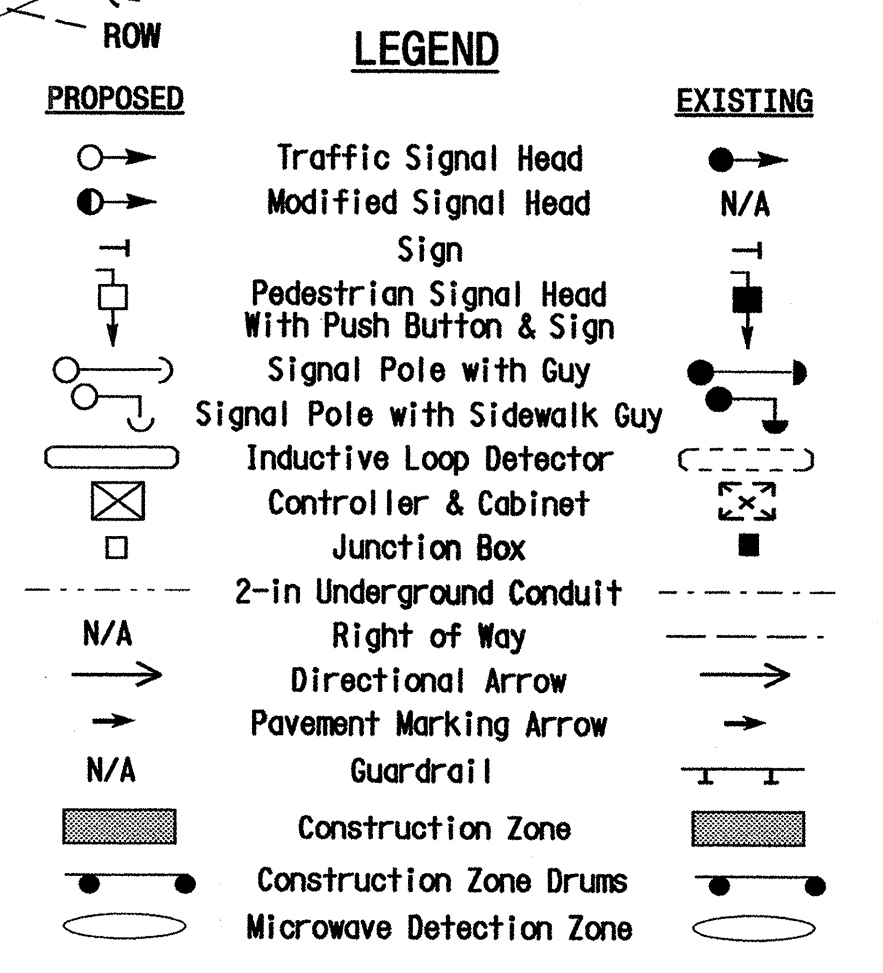 ROW
LEGEND
PROPOSED EXISTING
Traffic Signal Head
Modified Signal Head N/A
Sign
Pedestrian Signal Head
With Push Button & Sign
Signal Pole with Guy
Signal Pole with Sidewalk Guy
Inductive Loop Detector
Controller & Cabinet
Junction Box
2-in Underground Conduit
N/A Right of Way
Directional Arrow
Pavement Marking Arrow
N/A Guardrail
Construction Zone
Construction Zone Drums
Microwave Detection Zone